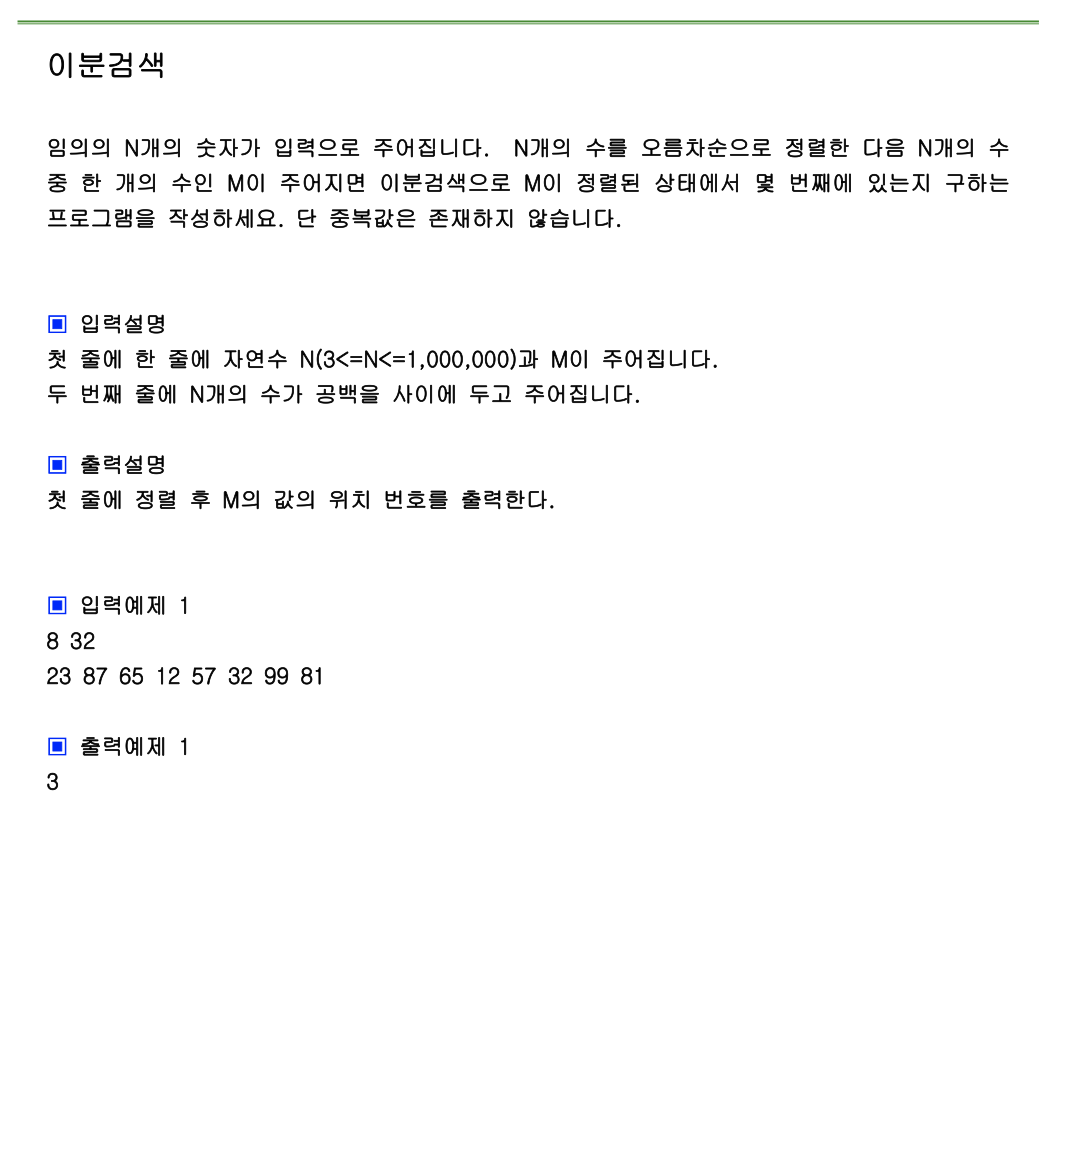 이분검색
임의의 N개의 숫자가 입력으로 주어집니다. N개의 수를 오름차순으로 정렬한 다음 N개의 수
중 한 개의 수인 M이 주어지면 이분검색으로 M이 정렬된 상태에서 몇 번째에 있는지 구하는
프로그램을 작성하세요. 단 중복값은 존재하지 않습니다.
▣ 입력설명
첫 줄에 한 줄에 자연수 N(3<=N<=1,000,000)과 M이 주어집니다.
두 번째 줄에 N개의 수가 공백을 사이에 두고 주어집니다.
▣ 출력설명
첫 줄에 정렬 후 M의 값의 위치 번호를 출력한다.
▣ 입력예제 1
8 32
23 87 65 12 57 32 99 81
▣ 출력예제 1
3